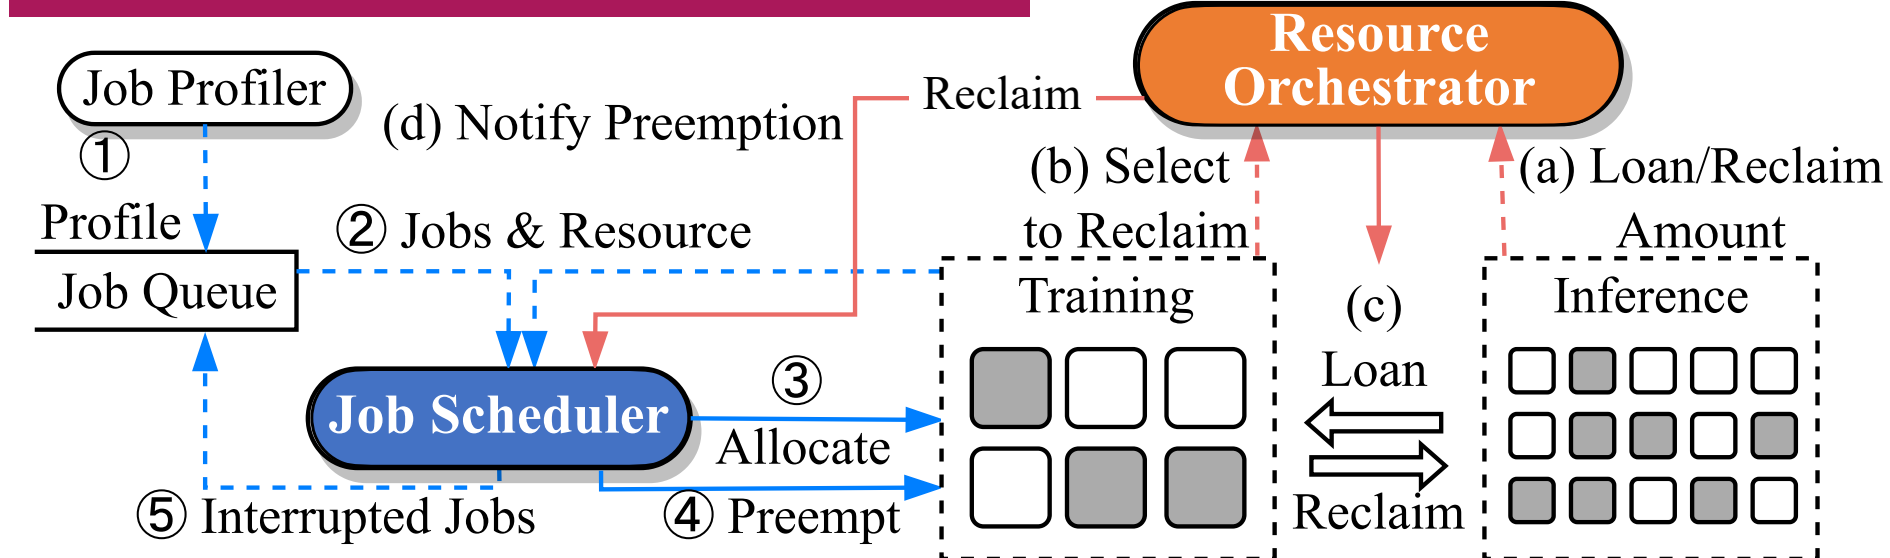 Resource
Orchestrator
Job Profiler
Reclaim
(d) Notify Preemption
①
(b) Select
to Reclaim
(a) Loan/Reclaim
Amount
Profile
② Jobs & Resource
Job Queue
Training
(c)
Inference
Loan
Reclaim
Job Scheduler
③
Allocate
④ Preempt
⑤ Interrupted Jobs